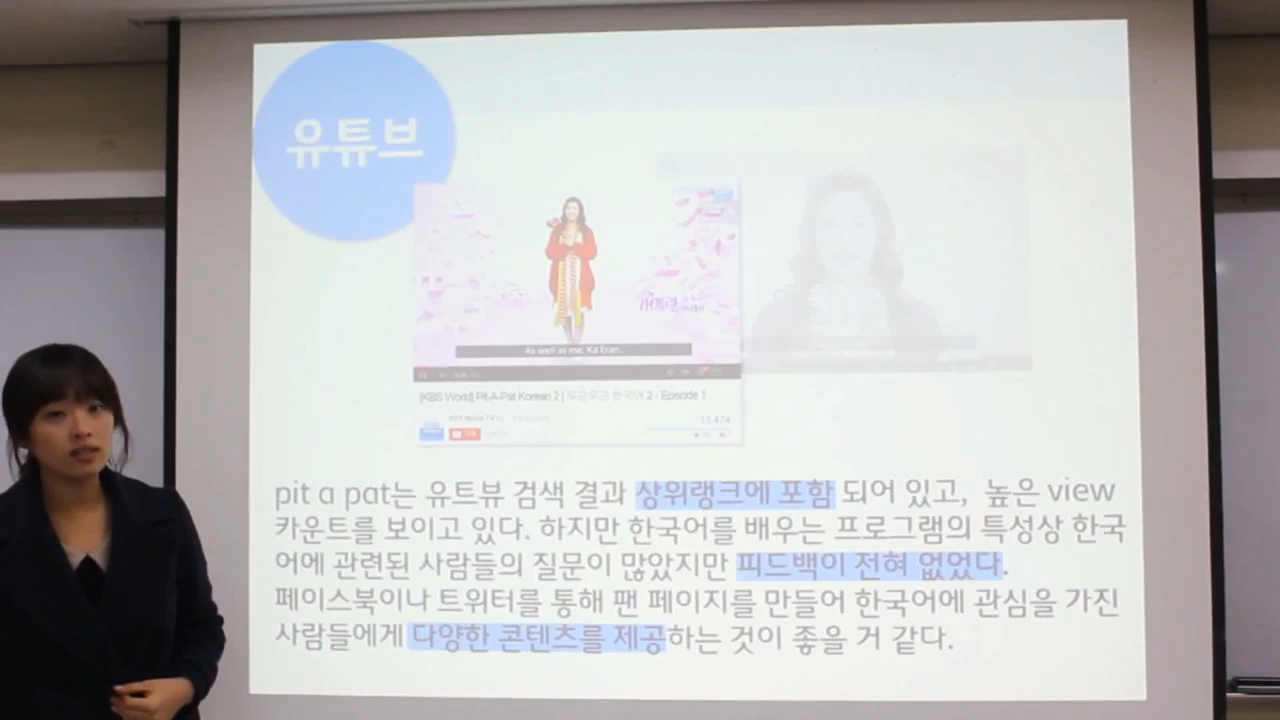 유튜브
가애란
As well as me, Ka Eran.
[KBS World] Pit-A-Pat Korean 2 | 두근두근 한국어 2 - Episode 1
KBS World TV
13,474
pit a pat는 유트뷰 검색 결과 상위랭크에 포함 되어 있고, 높은 view
카운트를 보이고 있다. 하지만 한국어를 배우는 프로그램의 특성상 한국
어에 관련된 사람들의 질문이 많았지만 피드백이 전혀 없었다.
페이스북이나 트위터를 통해 팬 페이지를 만들어 한국어에 관심을 가진
사람들에게 다양한 콘텐츠를 제공하는 것이 좋을 거 같다.